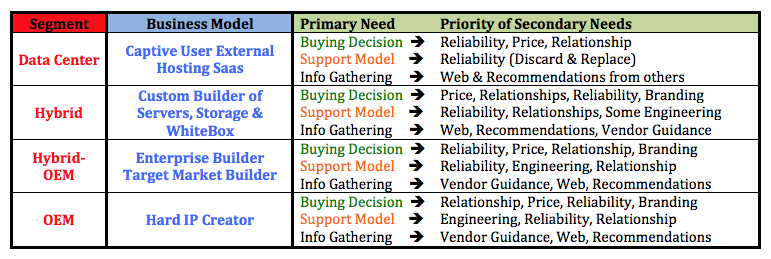 Segment Business Model Primary Need Priority of Secondary Needs
Data Center
Captive User External
Hosting Saas
Buying Decision ➔ Reliability, Price, Relationship
Support Model ➔ Reliability (Discard & Replace)
Info Gathering ➔ Web & Recommendations from others
Hybrid
Custom Builder of
Servers, Storage &
WhiteBox
Buying Decision ➔ Price, Relationships, Reliability, Branding
Support Model ➔ Reliability, Relationships, Some Engineering
Info Gathering ➔ Web, Recommendations, Vendor Guidance
Hybrid-
OEM
Enterprise Builder
Target Market Builder
Buying Decision ➔ Reliability, Price, Relationship, Branding
Support Model ➔ Reliability, Engineering, Relationship
Info Gathering ➔ Vendor Guidance, Web, Recommendations
OEM
Hard IP Creator
Buying Decision ➔ Relationship, Price, Reliability, Branding
Support Model ➔ Engineering, Reliability, Relationship
Info Gathering ➔ Vendor Guidance, Web, Recommendations